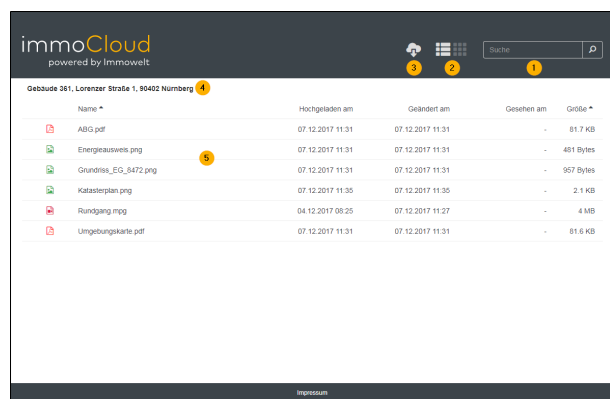 immoCloud
powered by Immowelt
Suche
3 2 1
Gebäude 361, Lorenzer Straße 1, 90402 Nürnberg 4
Name Hochgeladen am Geändert am Gesehen am Größe
ABG.pdf 07.12.2017 11:31 07.12.2017 11:31 - 81.7 KB
Energieausweis.png 07.12.2017 11:31 07.12.2017 11:31 - 481 Bytes
5
Grundriss_EG_8472.png 07.12.2017 11:31 07.12.2017 11:31 - 957 Bytes
Katasterplan.png 07.12.2017 11:35 07.12.2017 11:35 - 2.1 KB
Rundgang.mpg 04.12.2017 08:25 07.12.2017 11:27 - 4 MB
Umgebungskarte.pdf 07.12.2017 11:31 07.12.2017 11:31 - 81.6 KB
Impressum